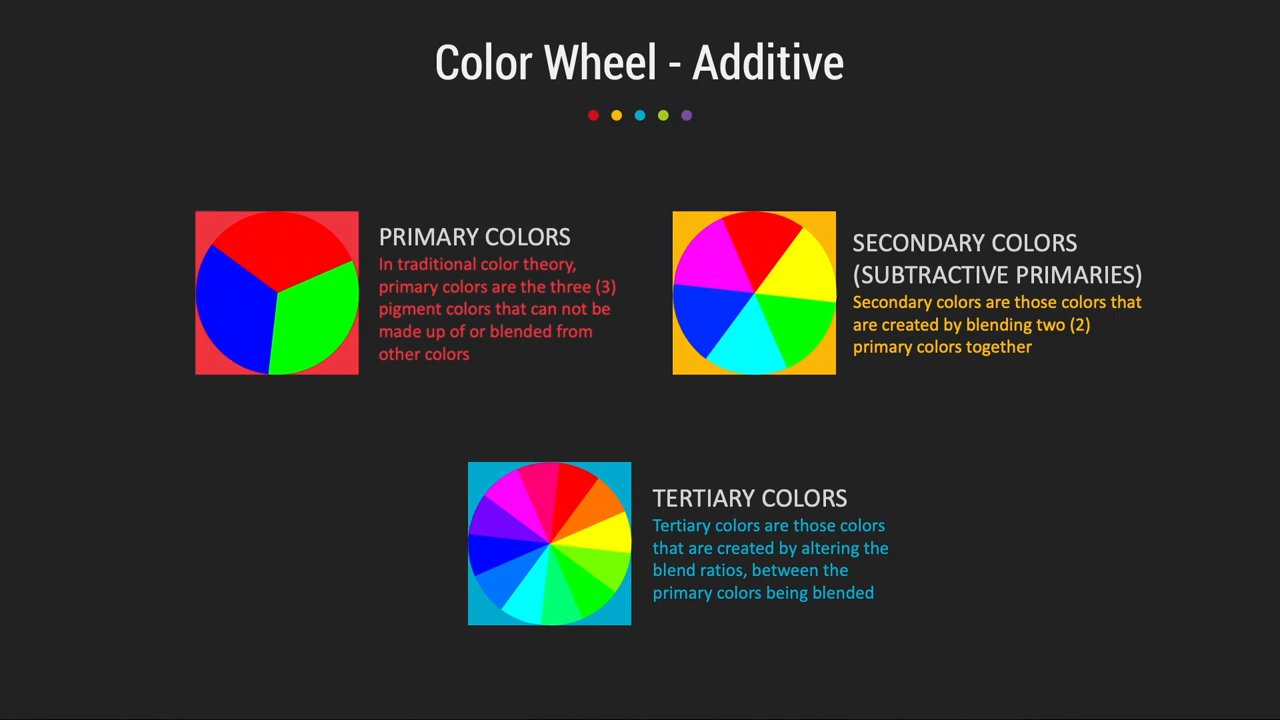 Color Wheel - Additive
PRIMARY COLORS
In traditional color theory,
primary colors are the three (3)
pigment colors that can not be
made up of or blended from
other colors
SECONDARY COLORS
(SUBTRACTIVE PRIMARIES)
Secondary colors are those colors that
are created by blending two (2)
primary colors together
TERTIARY COLORS
Tertiary colors are those colors
that are created by altering the
blend ratios, between the
primary colors being blended